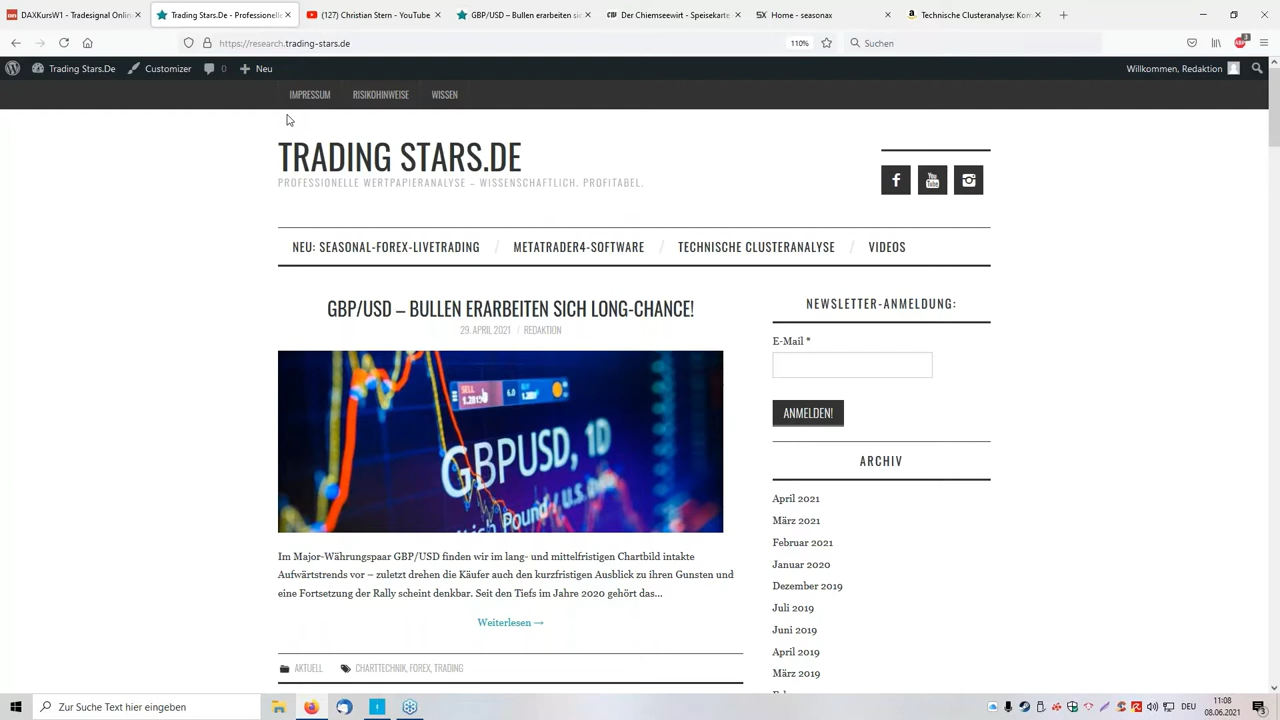 DAXKursW1 - Tradesignal Onlin
Trading Stars.De - Professionelle
(127) Christian Stern - YouTube
GBP/USD – Bullen erarbeiten sic
Der Chiemseewirt - Speisekarte
Home - seasonax
Technische Clusteranalyse: Kom
https://research.trading-stars.de
110%
Suchen
Trading Stars.De
Customizer
0
Neu
Willkommen, Redaktion
IMPRESSUM
RISIKOHINWEISE
WISSEN
TRADING STARS.DE
PROFESSIONELLE WERTPAPIERANALYSE – WISSENSCHAFTLICH. PROFITABEL.
NEU: SEASONAL-FOREX-LIVETRADING / METATRADER4-SOFTWARE / TECHNISCHE CLUSTERANALYSE / VIDEOS
GBP/USD – BULLEN ERARBEITEN SICH LONG-CHANCE!
29. APRIL 2021 / REDAKTION
SELL
GBPUSD, 1D
Pound / U.S.
Im Major-Währungspaar GBP/USD finden wir im lang- und mittelfristigen Chartbild intakte
Aufwärtstrends vor – zuletzt drehen die Käufer auch den kurzfristigen Ausblick zu ihren Gunsten und
eine Fortsetzung der Rally scheint denkbar. Seit den Tiefs im Jahre 2020 gehört das...
Weiterlesen →
AKTUELL
CHARTTECHNIK, FOREX, TRADING
NEWSLETTER-ANMELDUNG:
E-Mail *
ANMELDEN!
ARCHIV
April 2021
März 2021
Februar 2021
Januar 2020
Dezember 2019
Juli 2019
Juni 2019
April 2019
März 2019
Zur Suche Text hier eingeben
DEU
11:08
08.06.2021